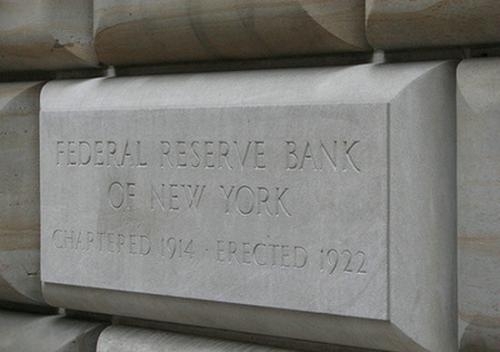 FEDERAL RESERVE BANK
OF NEW YORK
CHARTERED 1914 · ERECTED 1922